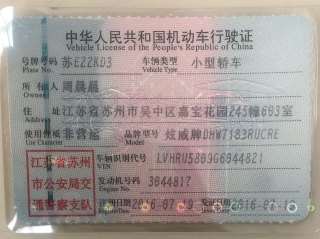 中华人民共和国机动车行驶证
Vehicle License of the People's Republic of China
号牌号码 苏E22KD3 车辆类型 小型轿车
Plate No. Vehicle Type
所有人 周晨晨
Owner
住址 江苏省苏州市吴中区嘉宝花园245幢603室
Address
使用性质 非营运 品牌型号 炫威牌DHW7183RUCRE
Use Character Model
江苏省苏州
市公安局交
通警察支队
车辆识别代号 LVHRU5809G6044821
VIN
发动机号码 3044817
Engine No.
2016-07-19